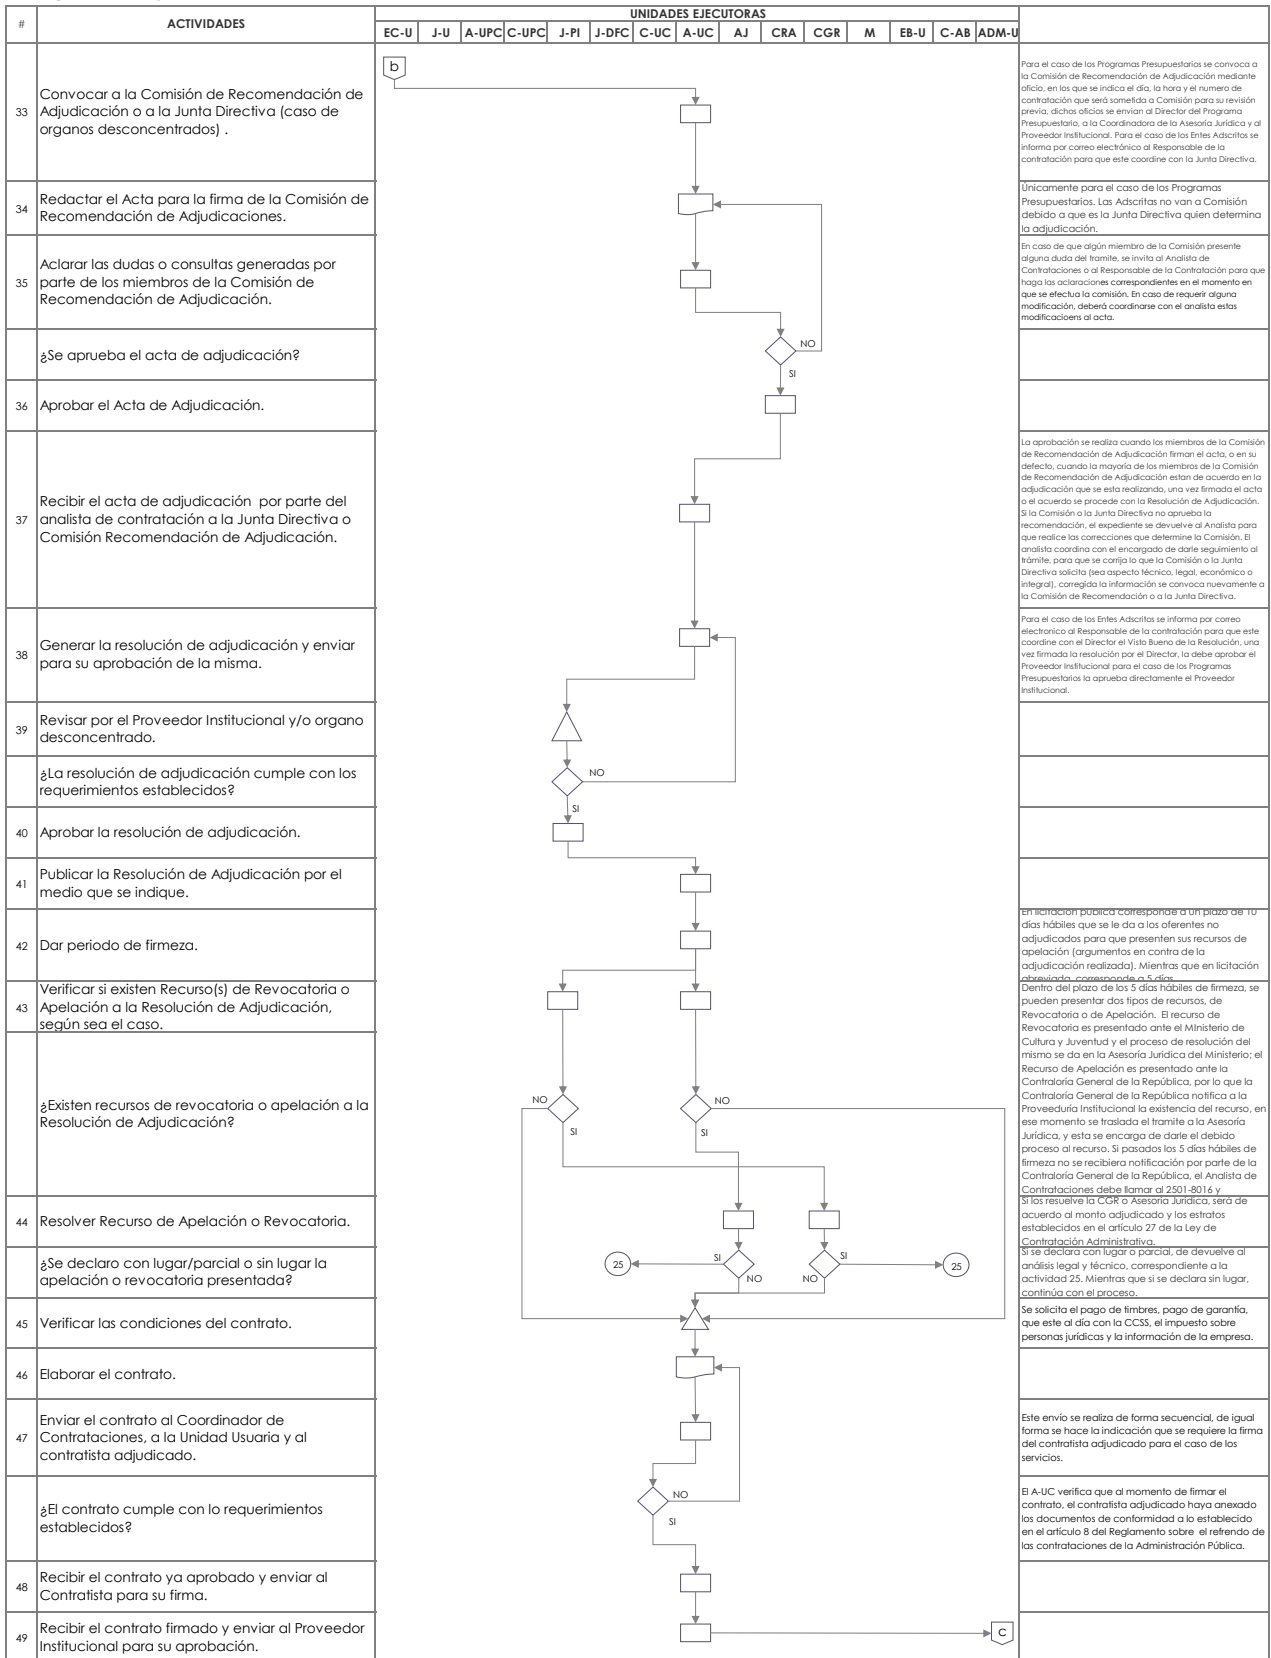 #
ACTIVIDADES
UNIDADES EJECUTORAS
EC-U J-U A-UPC C-UPC J-PI J-DFC C-UC A-UC AJ CRA CGR M EB-U C-AB ADM-U
b
33
Convocar a la Comisión de Recomendación de
Adjudicación o a la Junta Directiva (caso de
organos desconcentrados) .
Para el caso de los Programas Presupuestarios se convoca a
la Comisión de Recomendación de Adjudicación mediante
oficio, en los que se indica el día, la hora y el numero de
contratación que será sometida a Comisión para su revisión
previa, dichos oficios se envian al Director del Programa
Presupuestario, a la Coordinadora de la Asesoría Jurídica y al
Proveedor Institucional. Para el caso de los Entes Adscritos se
informa por correo electrónico al Responsable de la
contratación para que este coordine con la Junta Directiva.
34
Redactar el Acta para la firma de la Comisión de
Recomendación de Adjudicaciones.
Únicamente para el caso de los Programas
Presupuestarios. Las Adscritas no van a Comisión
debido a que es la Junta Directiva quien determina
la adjudicación.
35
Aclarar las dudas o consultas generadas por
parte de los miembros de la Comisión de
Recomendación de Adjudicación.
En caso de que algún miembro de la Comisión presente
alguna duda del tramite, se invita al Analista de
Contrataciones o al Responsable de la Contratación para que
haga las aclaraciones correspondientes en el momento en
que se efectua la comisión. En caso de requerir alguna
modificación, deberá coordinarse con el analista estas
modificacioens al acta.
¿Se aprueba el acta de adjudicación?
NO
SI
36
Aprobar el Acta de Adjudicación.
37
Recibir el acta de adjudicación por parte del
analista de contratación a la Junta Directiva o
Comisión Recomendación de Adjudicación.
La aprobación se realiza cuando los miembros de la Comisión
de Recomendación de Adjudicación firman el acta, o en su
defecto, cuando la mayoría de los miembros de la Comisión
de Recomendación de Adjudicación estan de acuerdo en la
adjudicación que se esta realizando, una vez firmada el acta
o el acuerdo se procede con la Resolución de Adjudicación.
Si la Comisión o la Junta Directiva no aprueba la
recomendación, el expediente se devuelve al Analista para
que realice las correcciones que determine la Comisión. El
analista coordina con el encargado de darle seguimiento al
trámite, para que se corrija lo que la Comisión o la Junta
Directiva solicita (sea aspecto técnico, legal, económico o
integral), corregida la información se convoca nuevamente a
la Comisión de Recomendación o a la Junta Directiva.
38
Generar la resolución de adjudicación y enviar
para su aprobación de la misma.
Para el caso de los Entes Adscritos se informa por correo
electronico al Responsable de la contratación para que este
coordine con el Director el Visto Bueno de la Resolución, una
vez firmada la resolución por el Director, la debe aprobar el
Proveedor Institucional para el caso de los Programas
Presupuestarios la aprueba directamente el Proveedor
Institucional.
39
Revisar por el Proveedor Institucional y/o organo
desconcentrado.
¿La resolución de adjudicación cumple con los
requerimientos establecidos?
NO
SI
40
Aprobar la resolución de adjudicación.
41
Publicar la Resolución de Adjudicación por el
medio que se indique.
42
Dar periodo de firmeza.
En licitación pública corresponde a un plazo de 10
días hábiles que se le da a los oferentes no
adjudicados para que presenten sus recursos de
apelación (argumentos en contra de la
adjudicación realizada). Mientras que en licitación
abreviada, corresponde a 5 días.
43
Verificar si existen Recurso(s) de Revocatoria o
Apelación a la Resolución de Adjudicación,
según sea el caso.
Dentro del plazo de los 5 días hábiles de firmeza, se
pueden presentar dos tipos de recursos, de
Revocatoria o de Apelación. El recurso de
Revocatoria es presentado ante el MInisterio de
Cultura y Juventud y el proceso de resolución del
mismo se da en la Asesoría Juridica del Ministerio; el
Recurso de Apelación es presentado ante la
Contraloría General de la República, por lo que la
Contraloría General de la República notifica a la
Proveeduría Institucional la existencia del recurso, en
ese momento se traslada el tramite a la Asesoría
Jurídica, y esta se encarga de darle el debido
proceso al recurso. Si pasados los 5 días hábiles de
firmeza no se recibiera notificación por parte de la
Contraloría General de la República, el Analista de
Contrataciones debe llamar al 2501-8016 y
¿Existen recursos de revocatoria o apelación a la
Resolución de Adjudicación?
NO
NO
SI
SI
44
Resolver Recurso de Apelación o Revocatoria.
Si los resuelve la CGR o Asesoría Jurídica, será de
acuerdo al monto adjudicado y los estratos
establecidos en el artículo 27 de la Ley de
Contratación Administrativa.
¿Se declaro con lugar/parcial o sin lugar la
apelación o revocatoria presentada?
25
SI
SI
25
NO
NO
Si se declara con lugar o parcial, de devuelve al
análisis legal y técnico, correspondiente a la
actividad 25. Mientras que si se declara sin lugar,
continúa con el proceso.
45
Verificar las condiciones del contrato.
Se solicita el pago de timbres, pago de garantía,
que este al día con la CCSS, el impuesto sobre
personas jurídicas y la información de la empresa.
46
Elaborar el contrato.
47
Enviar el contrato al Coordinador de
Contrataciones, a la Unidad Usuaria y al
contratista adjudicado.
Este envío se realiza de forma secuencial, de igual
forma se hace la indicación que se requiere la firma
del contratista adjudicado para el caso de los
servicios.
¿El contrato cumple con lo requerimientos
establecidos?
NO
SI
El A-UC verifica que al momento de firmar el
contrato, el contratista adjudicado haya anexado
los documentos de conformidad a lo establecido
en el artículo 8 del Reglamento sobre el refrendo de
las contrataciones de la Administración Pública.
48
Recibir el contrato ya aprobado y enviar al
Contratista para su firma.
49
Recibir el contrato firmado y enviar al Proveedor
Institucional para su aprobación.
C